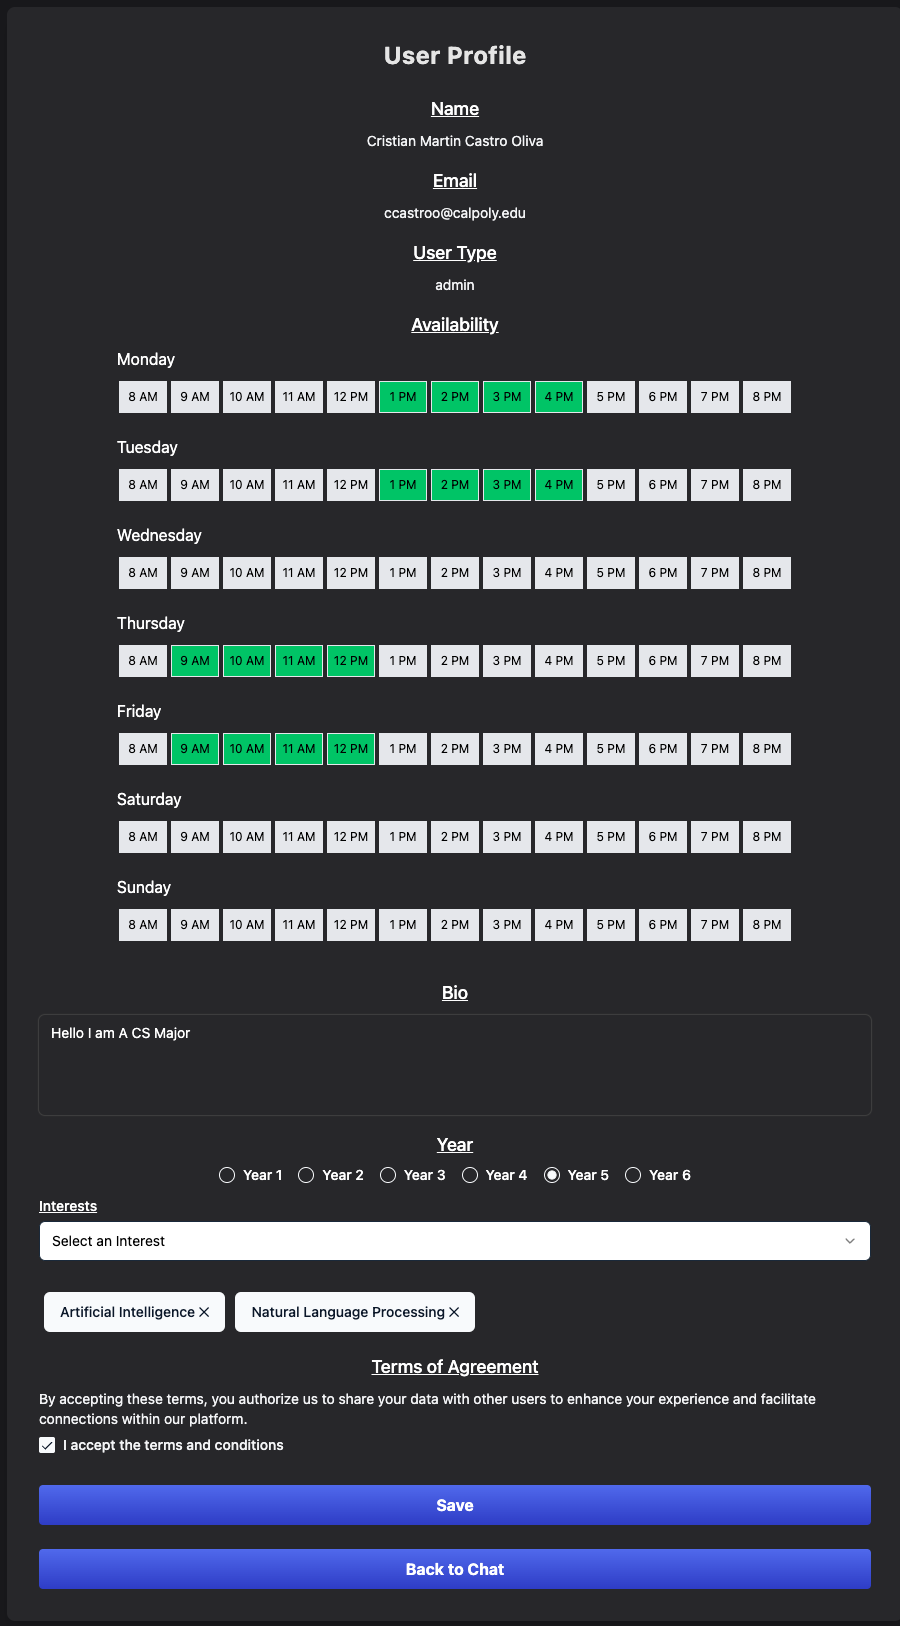 User Profile
Name
Cristian Martin Castro Oliva
Email
ccastroo@calpoly.edu
User Type
admin
Availability
Monday
8 AM 9 AM 10 AM 11 AM 12 PM 1 PM 2 PM 3 PM 4 PM 5 PM 6 PM 7 PM 8 PM
Tuesday
8 AM 9 AM 10 AM 11 AM 12 PM 1 PM 2 PM 3 PM 4 PM 5 PM 6 PM 7 PM 8 PM
Wednesday
8 AM 9 AM 10 AM 11 AM 12 PM 1 PM 2 PM 3 PM 4 PM 5 PM 6 PM 7 PM 8 PM
Thursday
8 AM 9 AM 10 AM 11 AM 12 PM 1 PM 2 PM 3 PM 4 PM 5 PM 6 PM 7 PM 8 PM
Friday
8 AM 9 AM 10 AM 11 AM 12 PM 1 PM 2 PM 3 PM 4 PM 5 PM 6 PM 7 PM 8 PM
Saturday
8 AM 9 AM 10 AM 11 AM 12 PM 1 PM 2 PM 3 PM 4 PM 5 PM 6 PM 7 PM 8 PM
Sunday
8 AM 9 AM 10 AM 11 AM 12 PM 1 PM 2 PM 3 PM 4 PM 5 PM 6 PM 7 PM 8 PM
Bio
Hello I am A CS Major
Year
Year 1 Year 2 Year 3 Year 4 Year 5 Year 6
Interests
Select an Interest
Artificial Intelligence Natural Language Processing
Terms of Agreement
By accepting these terms, you authorize us to share your data with other users to enhance your experience and facilitate
connections within our platform.
I accept the terms and conditions
Save
Back to Chat